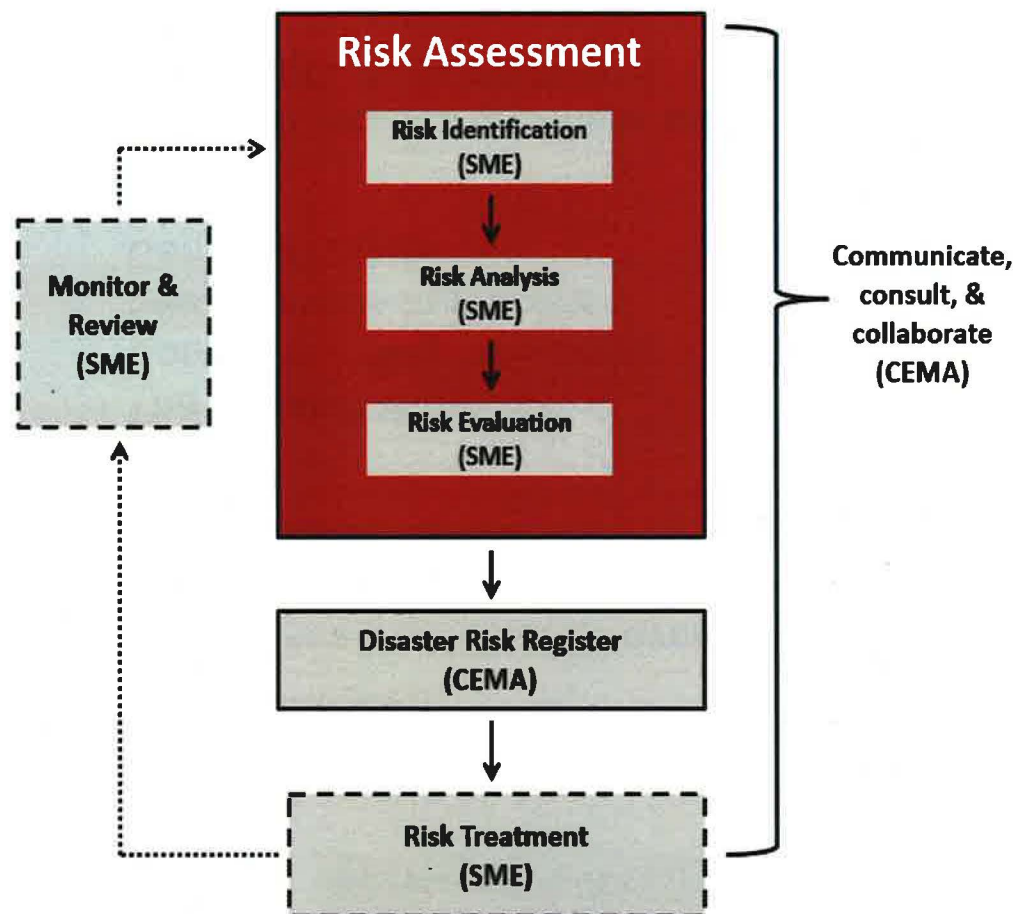 Risk Assessment
Risk Identification
(SME)
Risk Analysis
(SME)
Risk Evaluation
(SME)
Monitor &
Review
(SME)
Communicate,
consult, &
collaborate
(CEMA)
Disaster Risk Register
(CEMA)
Risk Treatment
(SME)